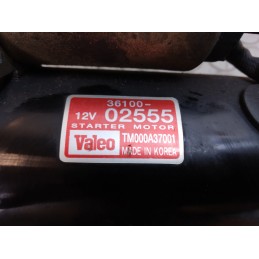 36100-
12V 02555
STARTER MOTOR
Valeo TM000A37001
MADE IN KOREA